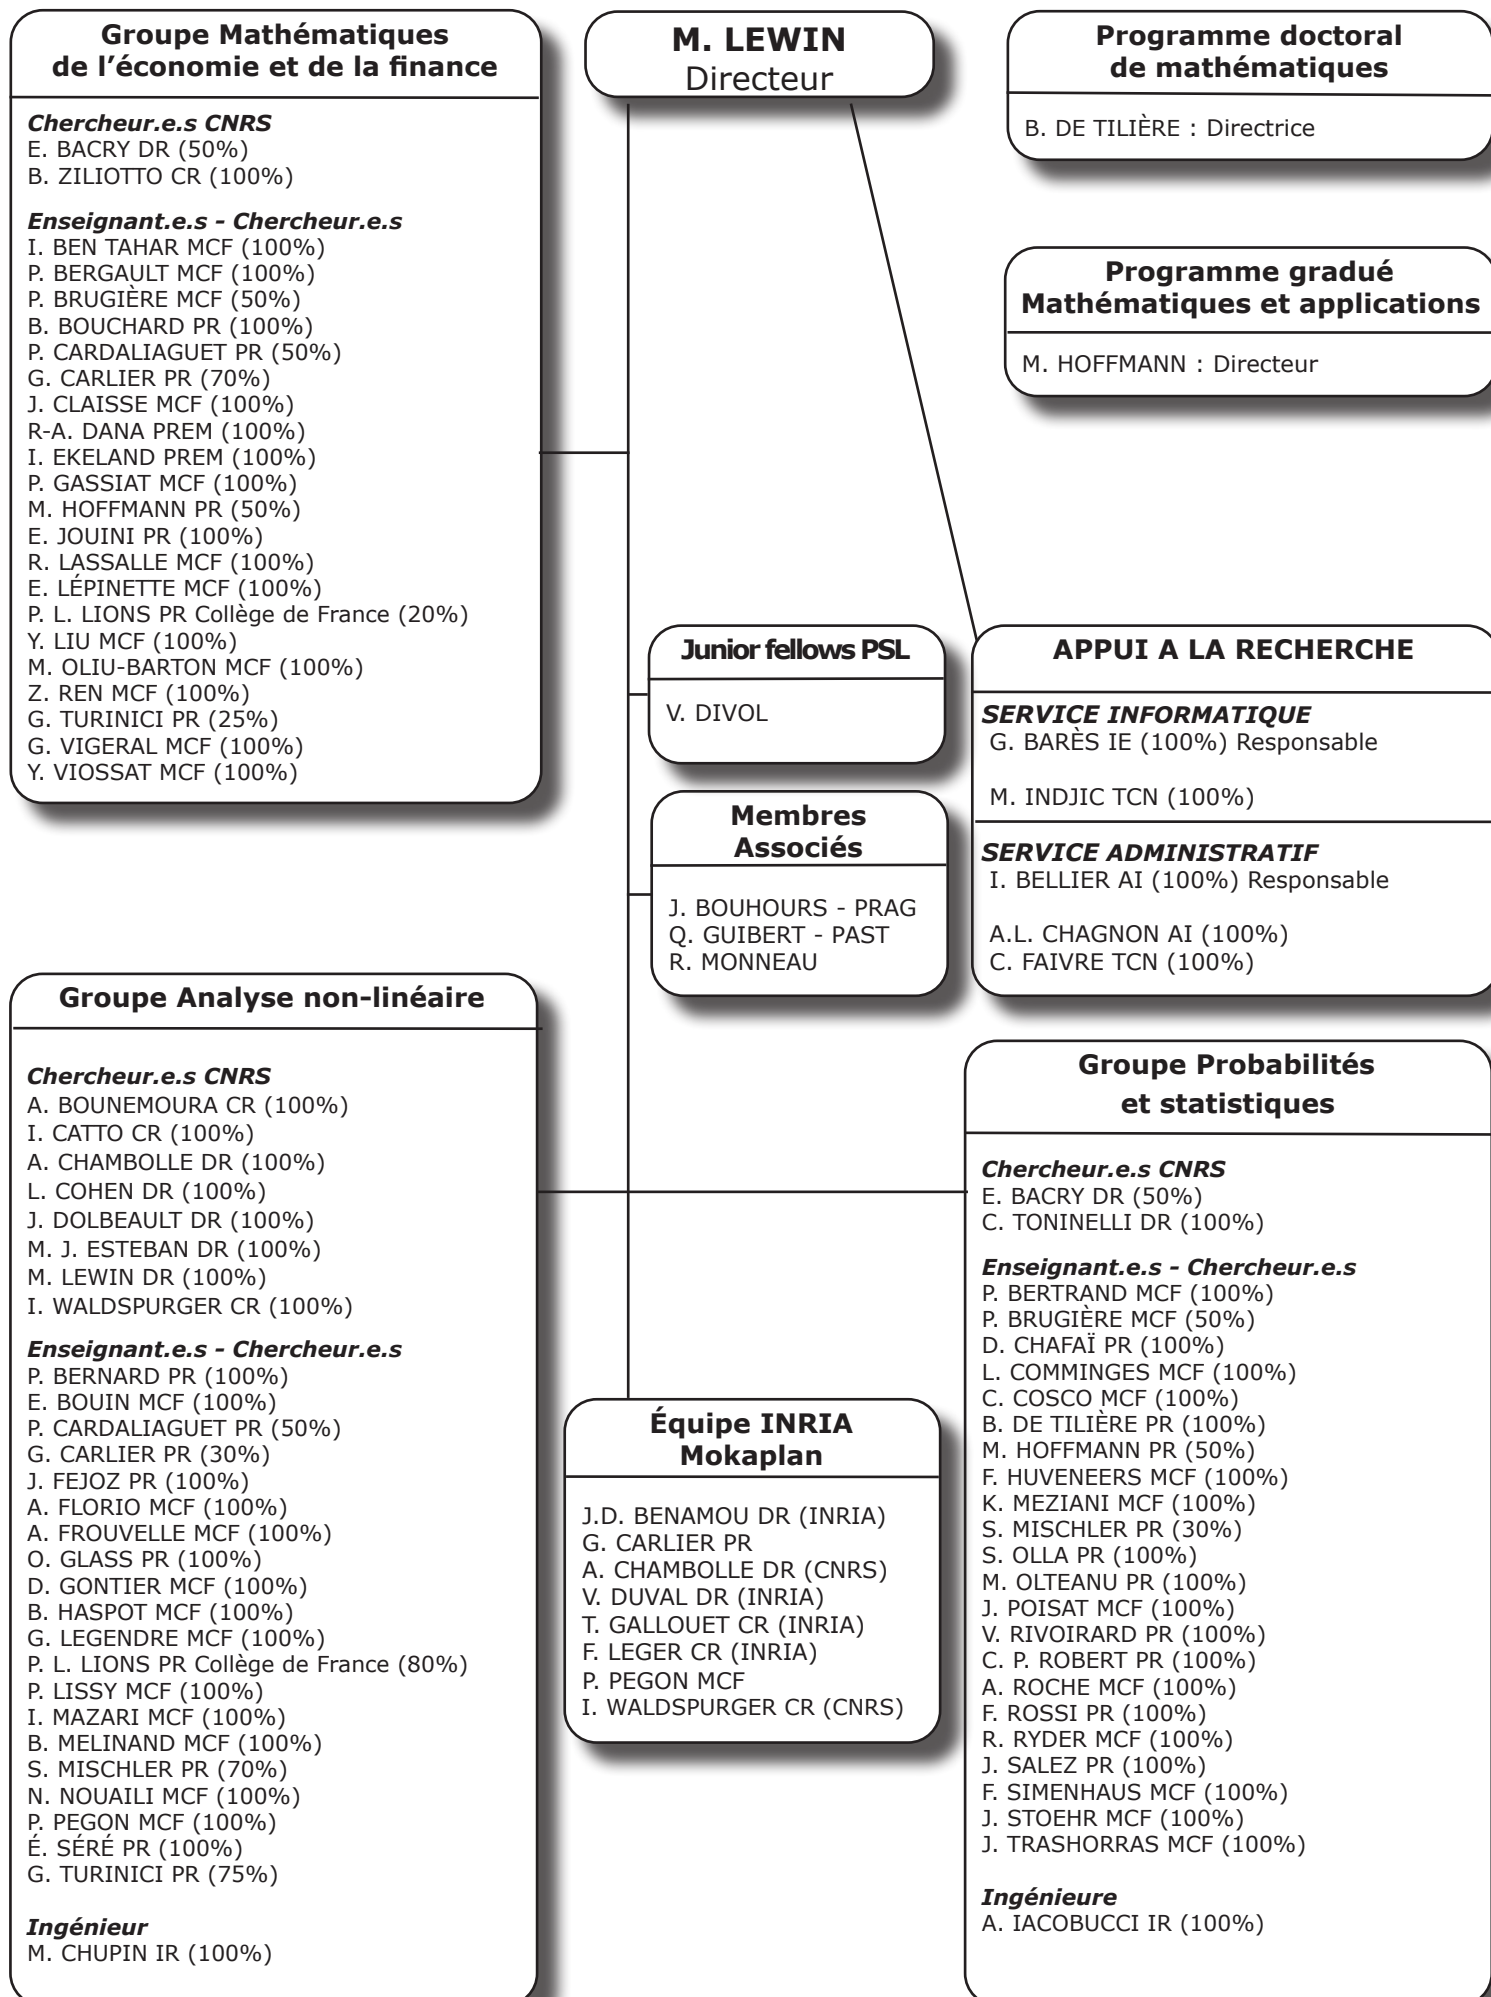 Groupe Mathématiques
de l'économie et de la finance
Chercheur.e.s CNRS
E. BACRY DR (50%)
B. ZILIOTTO CR (100%)
Enseignant.e.s - Chercheur.e.s
I. BEN TAHAR MCF (100%)
P. BERGAULT MCF (100%)
P. BRUGIÈRE MCF (50%)
B. BOUCHARD PR (100%)
P. CARDALIAGUET PR (50%)
G. CARLIER PR (70%)
J. CLAISSE MCF (100%)
R-A. DANA PREM (100%)
I. EKELAND PREM (100%)
P. GASSIAT MCF (100%)
M. HOFFMANN PR (50%)
E. JOUINI PR (100%)
R. LASSALLE MCF (100%)
E. LÉPINETTE MCF (100%)
P. L. LIONS PR Collège de France (20%)
Y. LIU MCF (100%)
M. OLIU-BARTON MCF (100%)
Z. REN MCF (100%)
G. TURINICI PR (25%)
G. VIGERAL MCF (100%)
Y. VIOSSAT MCF (100%)
M. LEWIN
Directeur
Programme doctoral
de mathématiques
B. DE TILIÈRE : Directrice
Programme gradué
Mathématiques et applications
M. HOFFMANN : Directeur
Junior fellows PSL
V. DIVOL
Membres
Associés
J. BOUHOURS - PRAG
Q. GUIBERT - PAST
R. MONNEAU
APPUI A LA RECHERCHE
SERVICE INFORMATIQUE
G. BARÈS IE (100%) Responsable
M. INDJIC TCN (100%)
SERVICE ADMINISTRATIF
I. BELLIER AI (100%) Responsable
A.L. CHAGNON AI (100%)
C. FAIVRE TCN (100%)
Groupe Analyse non-linéaire
Chercheur.e.s CNRS
A. BOUNEMOURA CR (100%)
I. CATTO CR (100%)
A. CHAMBOLLE DR (100%)
L. COHEN DR (100%)
J. DOLBEAULT DR (100%)
M. J. ESTEBAN DR (100%)
M. LEWIN DR (100%)
I. WALDSPURGER CR (100%)
Enseignant.e.s - Chercheur.e.s
P. BERNARD PR (100%)
E. BOUIN MCF (100%)
P. CARDALIAGUET PR (50%)
G. CARLIER PR (30%)
J. FEJOZ PR (100%)
A. FLORIO MCF (100%)
A. FROUVELLE MCF (100%)
O. GLASS PR (100%)
D. GONTIER MCF (100%)
B. HASPOT MCF (100%)
G. LEGENDRE MCF (100%)
P. L. LIONS PR Collège de France (80%)
P. LISSY MCF (100%)
I. MAZARI MCF (100%)
B. MELINAND MCF (100%)
S. MISCHLER PR (70%)
N. NOUAILI MCF (100%)
P. PEGON MCF (100%)
É. SÉRÉ PR (100%)
G. TURINICI PR (75%)
Ingénieur
M. CHUPIN IR (100%)
Équipe INRIA
Mokaplan
J.D. BENAMOU DR (INRIA)
G. CARLIER PR
A. CHAMBOLLE DR (CNRS)
V. DUVAL DR (INRIA)
T. GALLOUET CR (INRIA)
F. LEGER CR (INRIA)
P. PEGON MCF
I. WALDSPURGER CR (CNRS)
Groupe Probabilités
et statistiques
Chercheur.e.s CNRS
E. BACRY DR (50%)
C. TONINELLI DR (100%)
Enseignant.e.s - Chercheur.e.s
P. BERTRAND MCF (100%)
P. BRUGIÈRE MCF (50%)
D. CHAFAÏ PR (100%)
L. COMMINGES MCF (100%)
C. COSCO MCF (100%)
B. DE TILIÈRE PR (100%)
M. HOFFMANN PR (50%)
F. HUVENEERS MCF (100%)
K. MEZIANI MCF (100%)
S. MISCHLER PR (30%)
S. OLLA PR (100%)
M. OLTEANU PR (100%)
J. POISAT MCF (100%)
V. RIVOIRARD PR (100%)
C. P. ROBERT PR (100%)
A. ROCHE MCF (100%)
F. ROSSI PR (100%)
R. RYDER MCF (100%)
J. SALEZ PR (100%)
F. SIMENHAUS MCF (100%)
J. STOEHR MCF (100%)
J. TRASHORRAS MCF (100%)
Ingénieure
A. IACOBUCCI IR (100%)